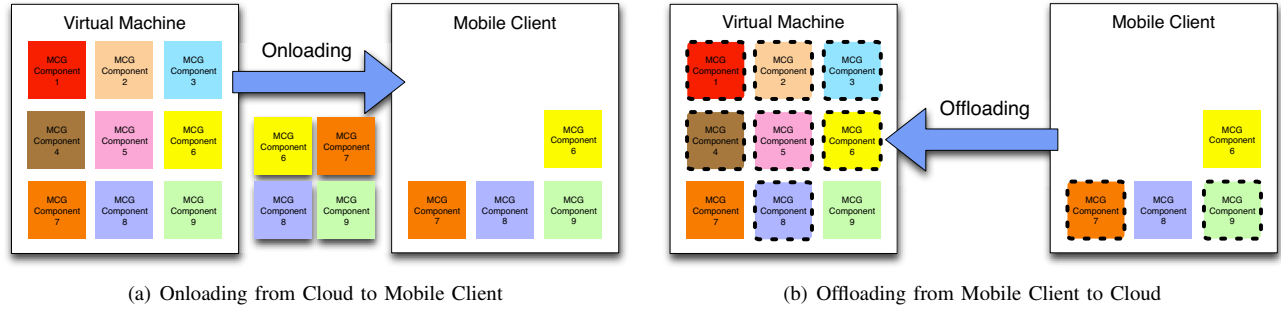 Virtual Machine
MCG
Component
1
MCG
Component
2
MCG
Component
3
MCG
Component
4
MCG
Component
5
MCG
Component
6
MCG
Component
7
MCG
Component
8
MCG
Component
9
Onloading
MCG
Component
6
MCG
Component
7
MCG
Component
8
MCG
Component
9
Mobile Client
MCG
Component
6
MCG
Component
7
MCG
Component
8
MCG
Component
9
(a) Onloading from Cloud to Mobile Client
Virtual Machine
MCG
Component
1
MCG
Component
2
MCG
Component
3
MCG
Component
4
MCG
Component
5
MCG
Component
6
MCG
Component
7
MCG
Component
8
MCG
Component
9
Offloading
Mobile Client
MCG
Component
6
MCG
Component
7
MCG
Component
8
MCG
Component
9
(b) Offloading from Mobile Client to Cloud